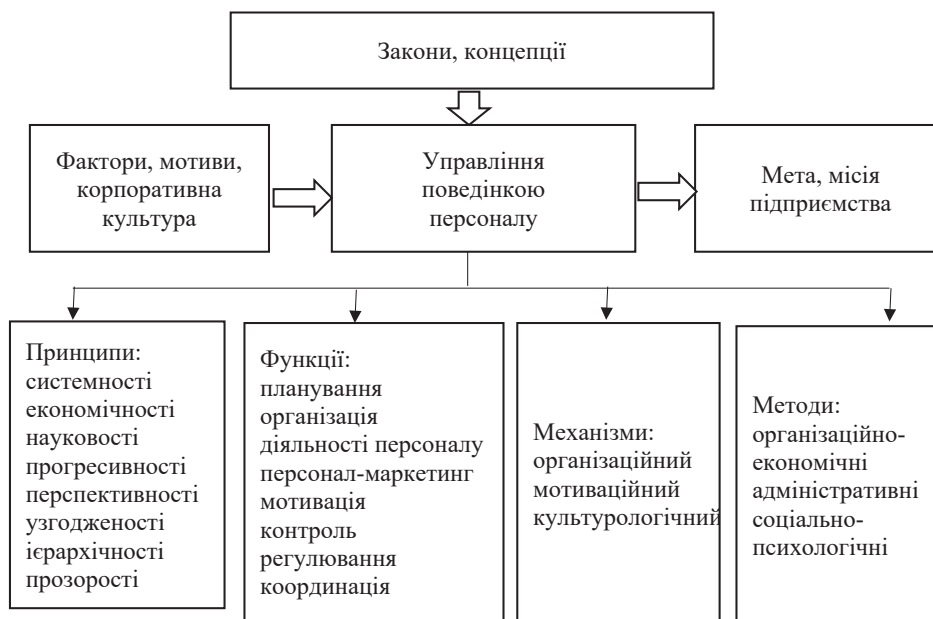 Закони, концепції
Фактори, мотиви,
корпоративна
культура
Управління
поведінкою
персоналу
Мета, місія
підприємства
Принципи:
системності
економічності
науковості
прогресивності
перспективності
узгодженості
ієрархічності
прозорості
Функції:
планування
організація
діяльності персоналу
персонал-маркетинг
мотивація
контроль
регулювання
координація
Механізми:
організаційний
мотиваційний
культурологічний
Методи:
організаційно-
економічні
адміністративні
соціально-
психологічні